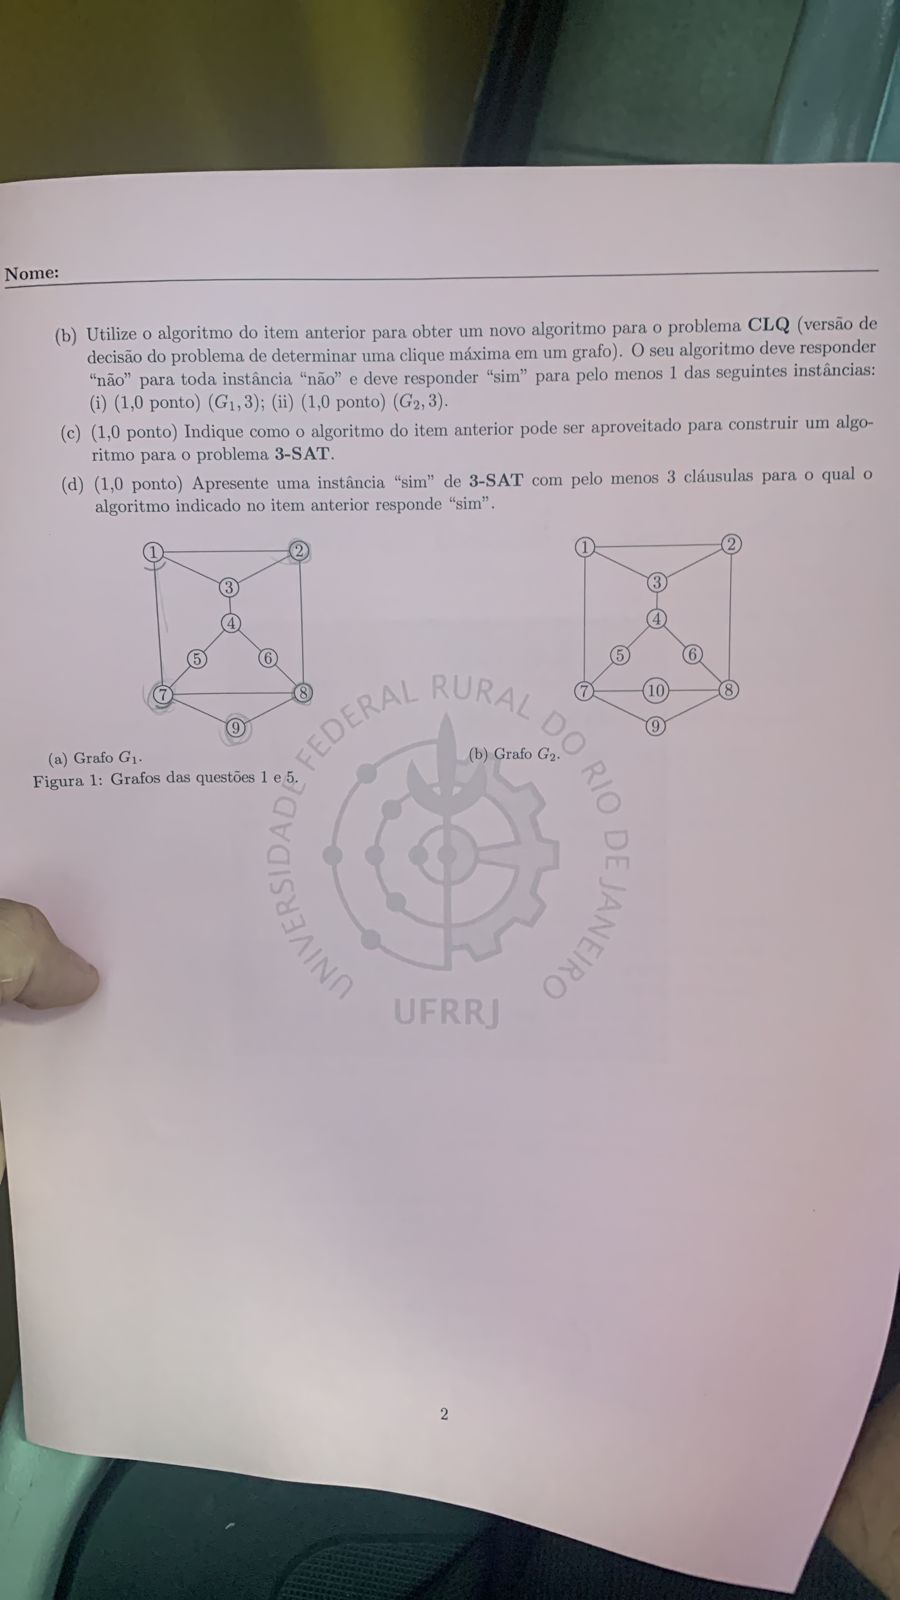 Nome:
(b) Utilize o algoritmo do item anterior para obter um novo algoritmo para o problema CLQ (versão de
decisão do problema de determinar uma clique máxima em um grafo). O seu algoritmo deve responder
“não” para toda instância “não” e deve responder “sim” para pelo menos 1 das seguintes instâncias:
(i) (1,0 ponto) (G₁, 3); (ii) (1,0 ponto) (G₂, 3).
(c) (1,0 ponto) Indique como o algoritmo do item anterior pode ser aproveitado para construir um algo-
ritmo para o problema 3-SAT.
(d) (1,0 ponto) Apresente uma instância “sim” de 3-SAT com pelo menos 3 cláusulas para o qual o
algoritmo indicado no item anterior responde “sim”.
1 2
3
4
5 6
7 8
9
(a) Grafo G₁.
1 2
3
4
5 6
7 10 8
9
(b) Grafo G₂.
Figura 1: Grafos das questões 1 e 5.
UNIVERSIDADE FEDERAL RURAL DO RIO DE JANEIRO
UFRRJ
2